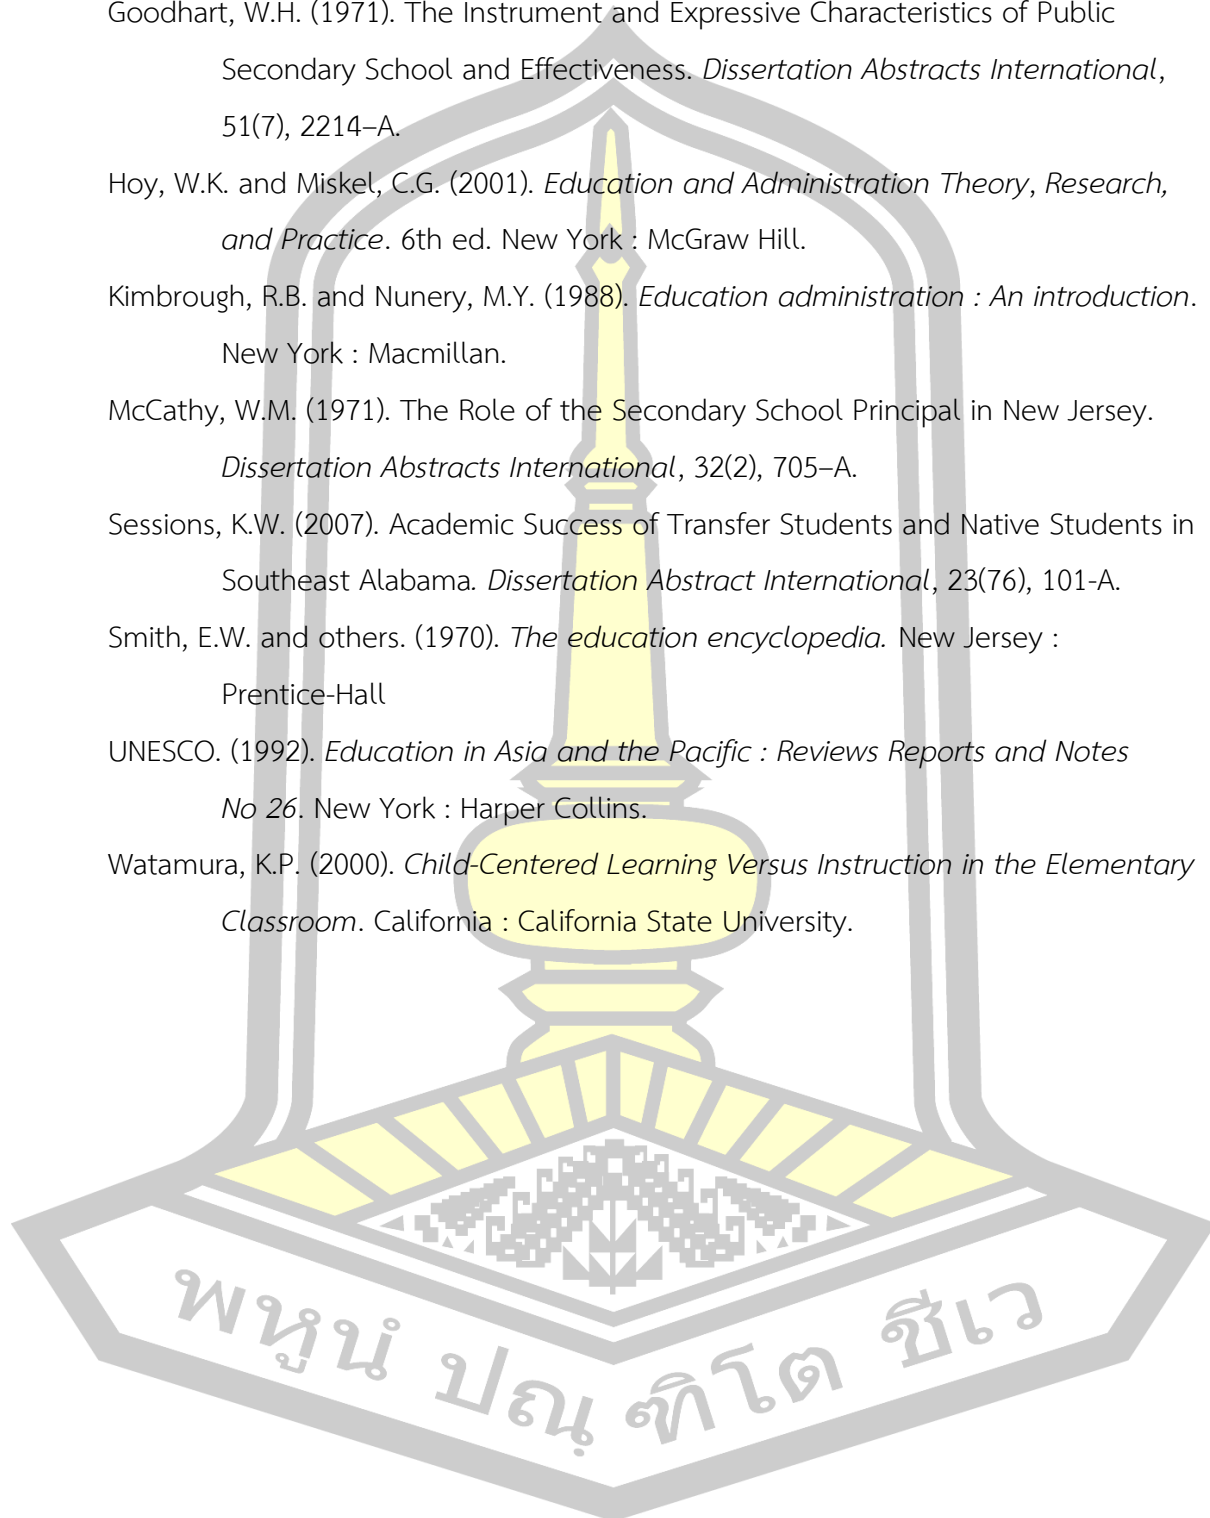 Goodhart, W.H. (1971). The Instrument and Expressive Characteristics of Public
Secondary School and Effectiveness. Dissertation Abstracts International,
51(7), 2214–A.
Hoy, W.K. and Miskel, C.G. (2001). Education and Administration Theory, Research,
and Practice. 6th ed. New York : McGraw Hill.
Kimbrough, R.B. and Nunery, M.Y. (1988). Education administration : An introduction.
New York : Macmillan.
McCathy, W.M. (1971). The Role of the Secondary School Principal in New Jersey.
Dissertation Abstracts International, 32(2), 705–A.
Sessions, K.W. (2007). Academic Success of Transfer Students and Native Students in
Southeast Alabama. Dissertation Abstract International, 23(76), 101-A.
Smith, E.W. and others. (1970). The education encyclopedia. New Jersey :
Prentice-Hall
UNESCO. (1992). Education in Asia and the Pacific : Reviews Reports and Notes
No 26. New York : Harper Collins.
Watamura, K.P. (2000). Child-Centered Learning Versus Instruction in the Elementary
Classroom. California : California State University.
พหูนํ ปณฺฑิโต ชีเว